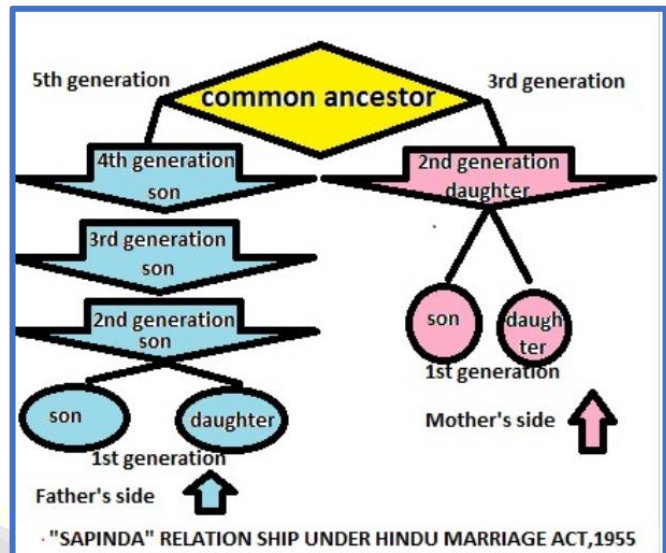 5th generation
common ancestor
3rd generation
4th generation
son
3rd generation
son
2nd generation
son
son
daughter
1st generation
Father's side
2nd generation
daughter
son
daugh
ter
1st generation
Mother's side
"SAPINDA" RELATION SHIP UNDER HINDU MARRIAGE ACT,1955